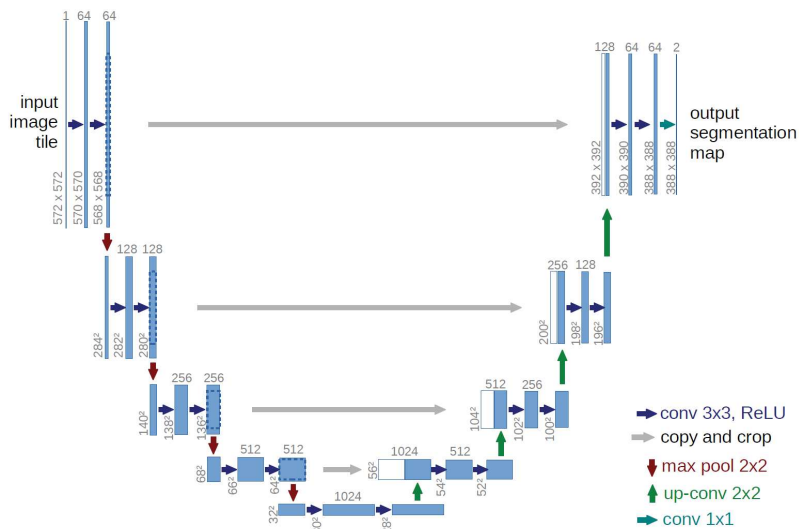 1 64 64
input
image
tile
572 x 572
570 x 570
568 x 568
128 64 64 2
output
segmentation
map
392 x 392
390 x 390
388 x 388
388 x 388
128 128
284²
282²
280²
256 128
200²
198²
196²
256 256
140²
138²
136²
512 256
104²
102²
100²
512 512
68²
66²
64²
1024 512
56²
54²
52²
1024
32²
conv 3x3, ReLU
copy and crop
max pool 2x2
up-conv 2x2
conv 1x1